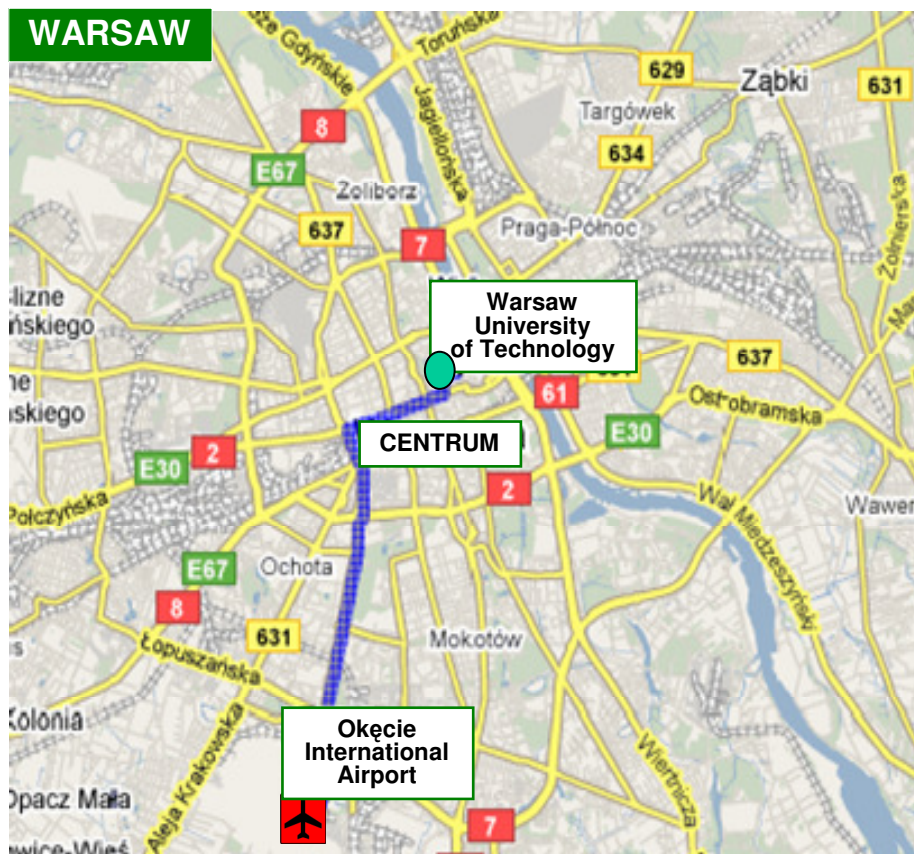 WARSAW
Gdyńskie
Toruńska
629
Ząbki
631
8
Jagiellońska
Targówek
634
E67
Żoliborz
637
7
Praga-Północ
Żołnierska
Warsaw
University
of Technology
637
61
Ostrobramska
CENTRUM
E30
2
E30
2
Połczyńska
Wał Miedzeszyński
Wawer
E67
Ochota
8
631
Mokotów
Łopuszańska
Kolonia
Okęcie
International
Airport
Wiertnicza
Opacz Mała
Aleja Krakowska
7